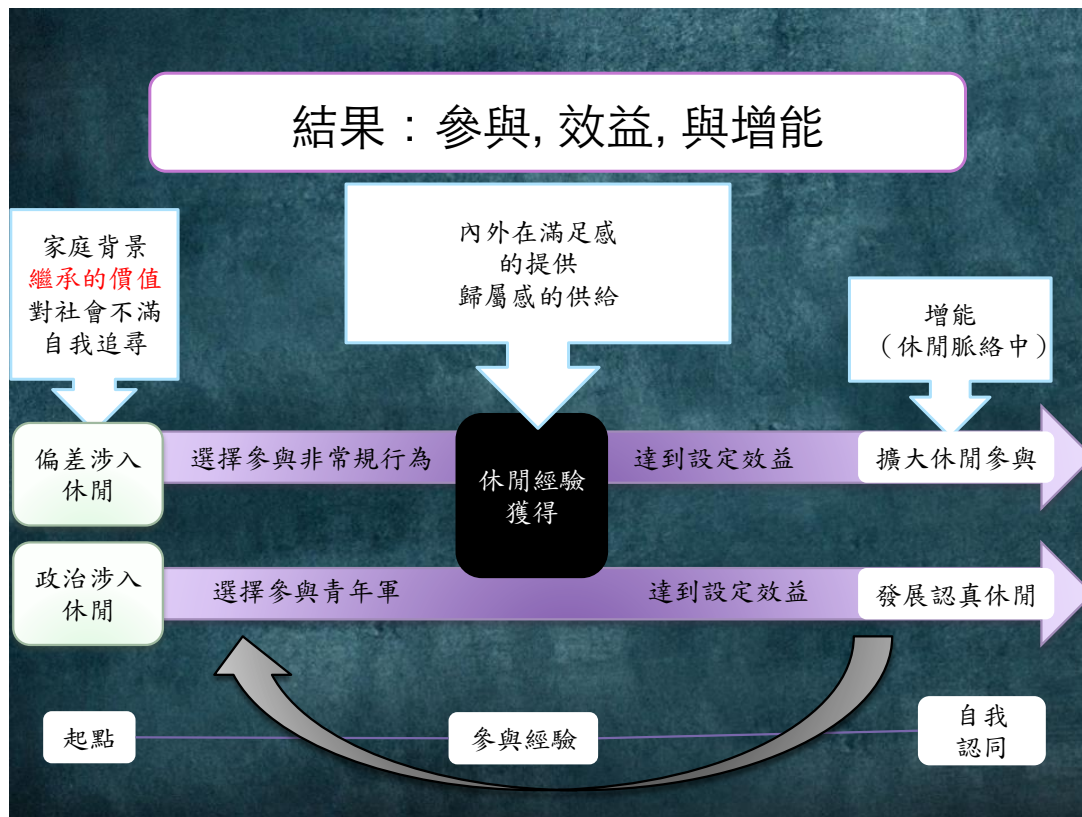 結果：參與, 效益, 與增能
家庭背景
繼承的價值
對社會不滿
自我追尋
內外在滿足感
的提供
歸屬感的供給
增能
（休閒脈絡中）
偏差涉入
休閒
選擇參與非常規行為
休閒經驗
獲得
達到設定效益
擴大休閒參與
政治涉入
休閒
選擇參與青年軍
達到設定效益
發展認真休閒
起點
參與經驗
自我
認同